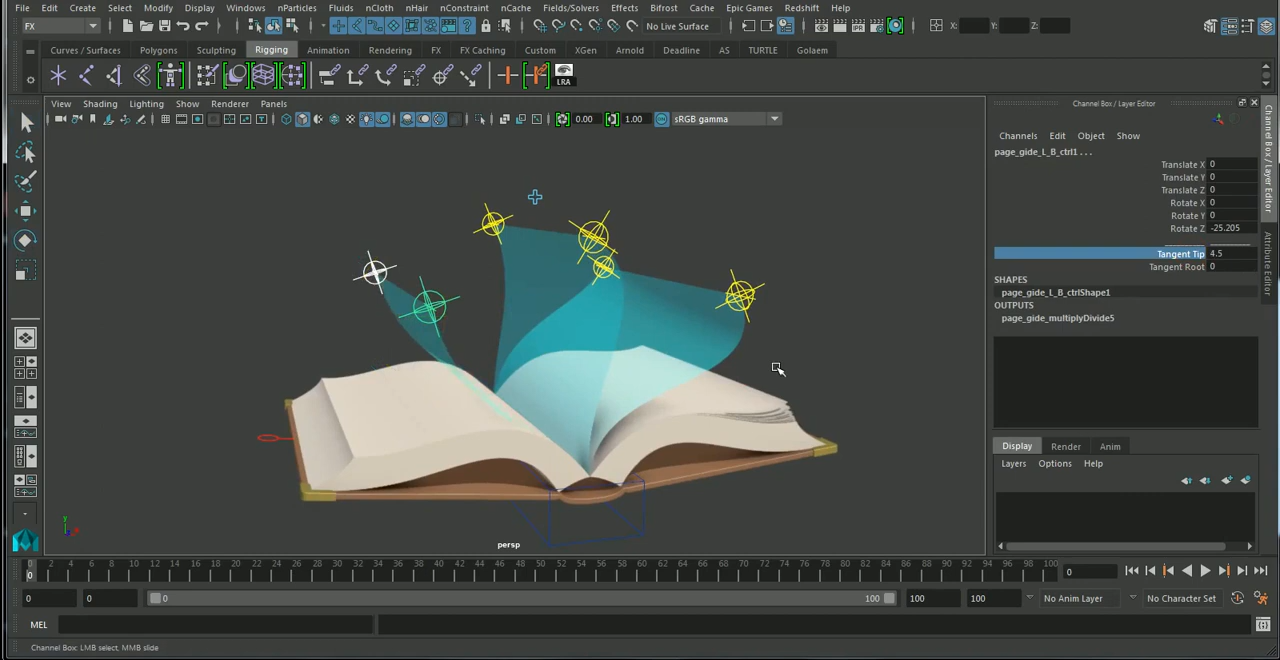 File Edit Create Select Modify Display Windows nParticles Fluids nCloth nHair nConstraint nCache Fields/Solvers Effects Bifrost Cache Epic Games Redshift Help
FX No Live Surface X: Y: Z:
Curves / Surfaces Polygons Sculpting Rigging Animation Rendering FX FX Caching Custom XGen Arnold Deadline AS TURTLE Golaem
LRA
View Shading Lighting Show Renderer Panels
0.00 1.00 ON sRGB gamma
Channel Box / Layer Editor
Channels Edit Object Show
page_gide_L_B_ctrl1 . . .
Translate X 0
Translate Y 0
Translate Z 0
Rotate X 0
Rotate Y 0
Rotate Z -25.205
Tangent Tip 4.5
Tangent Root 0
SHAPES
page_gide_L_B_ctrlShape1
OUTPUTS
page_gide_multiplyDivide5
Display Render Anim
Layers Options Help
Channel Box / Layer Editor
Attribute Editor
y
persp
0 2 4 6 8 10 12 14 16 18 20 22 24 26 28 30 32 34 36 38 40 42 44 46 48 50 52 54 56 58 60 62 64 66 68 70 72 74 76 78 80 82 84 86 88 90 92 94 96 98 100
0 0
0 0 0 100 100 100 No Anim Layer No Character Set
MEL
Channel Box: LMB select, MMB slide